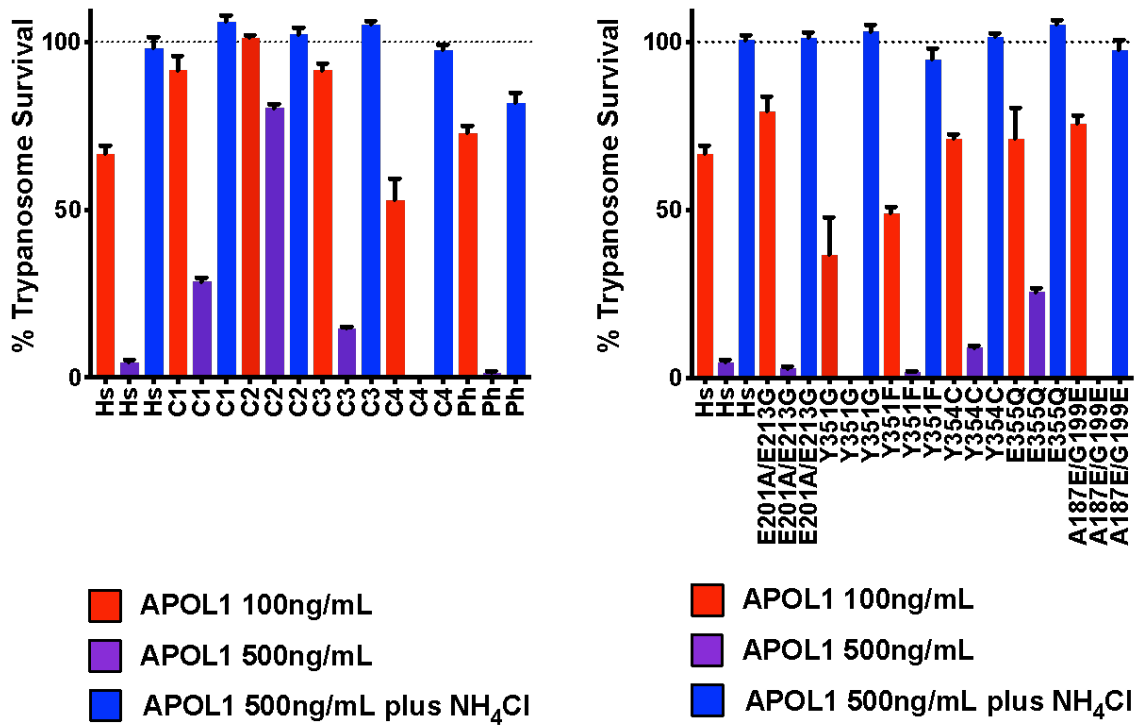 % Trypanosome Survival
100
50
0
Hs
Hs
Hs
C1
C1
C1
C2
C2
C2
C3
C3
C3
C4
C4
C4
Ph
Ph
Ph
APOL1 100ng/mL
APOL1 500ng/mL
APOL1 500ng/mL plus NH₄Cl
% Trypanosome Survival
100
50
0
Hs
Hs
Hs
E201A/E213G
E201A/E213G
E201A/E213G
Y351G
Y351G
Y351G
Y351F
Y351F
Y351F
Y354C
Y354C
Y354C
E355Q
E355Q
E355Q
A187E/G199E
A187E/G199E
A187E/G199E
APOL1 100ng/mL
APOL1 500ng/mL
APOL1 500ng/mL plus NH₄Cl